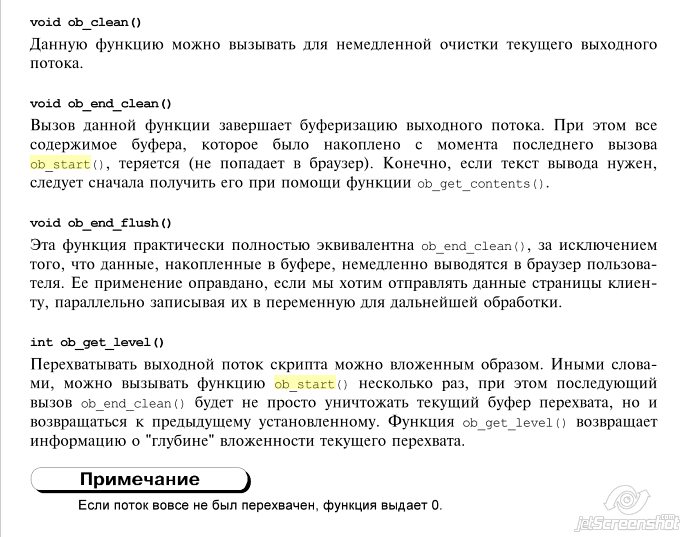 void ob_clean()
Данную функцию можно вызывать для немедленной очистки текущего выходного
потока.
void ob_end_clean()
Вызов данной функции завершает буферизацию выходного потока. При этом все
содержимое буфера, которое было накоплено с момента последнего вызова
ob_start(), теряется (не попадает в браузер). Конечно, если текст вывода нужен,
следует сначала получить его при помощи функции ob_get_contents().
void ob_end_flush()
Эта функция практически полностью эквивалентна ob_end_clean(), за исключением
того, что данные, накопленные в буфере, немедленно выводятся в браузер пользова-
теля. Ее применение оправдано, если мы хотим отправлять данные страницы клиен-
ту, параллельно записывая их в переменную для дальнейшей обработки.
int ob_get_level()
Перехватывать выходной поток скрипта можно вложенным образом. Иными слова-
ми, можно вызывать функцию ob_start() несколько раз, при этом последующий
вызов ob_end_clean() будет не просто уничтожать текущий буфер перехвата, но и
возвращаться к предыдущему установленному. Функция ob_get_level() возвращает
информацию о "глубине" вложенности текущего перехвата.
Примечание
Если поток вовсе не был перехвачен, функция выдает 0.
jetScreenshot.com